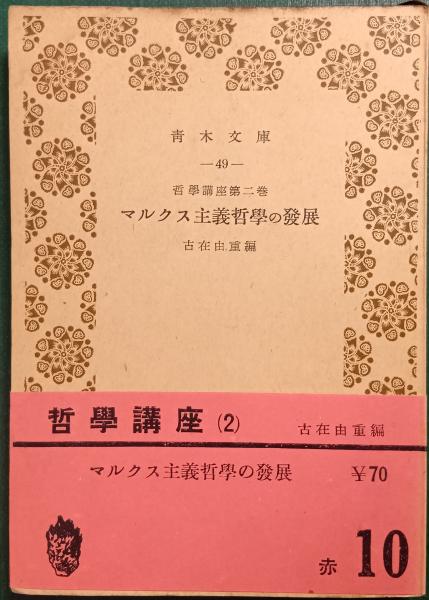 靑木文庫
—49—
哲學講座第二巻
マルクス主義哲學の發展
古在由重編
哲學講座 (2) 古在由重編
マルクス主義哲學の發展 ¥70
赤 10